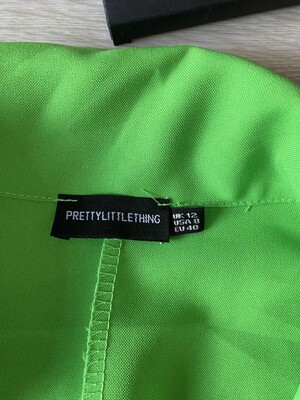 PRETTYLITTLETHING
UK 12
USA 8
EU 40